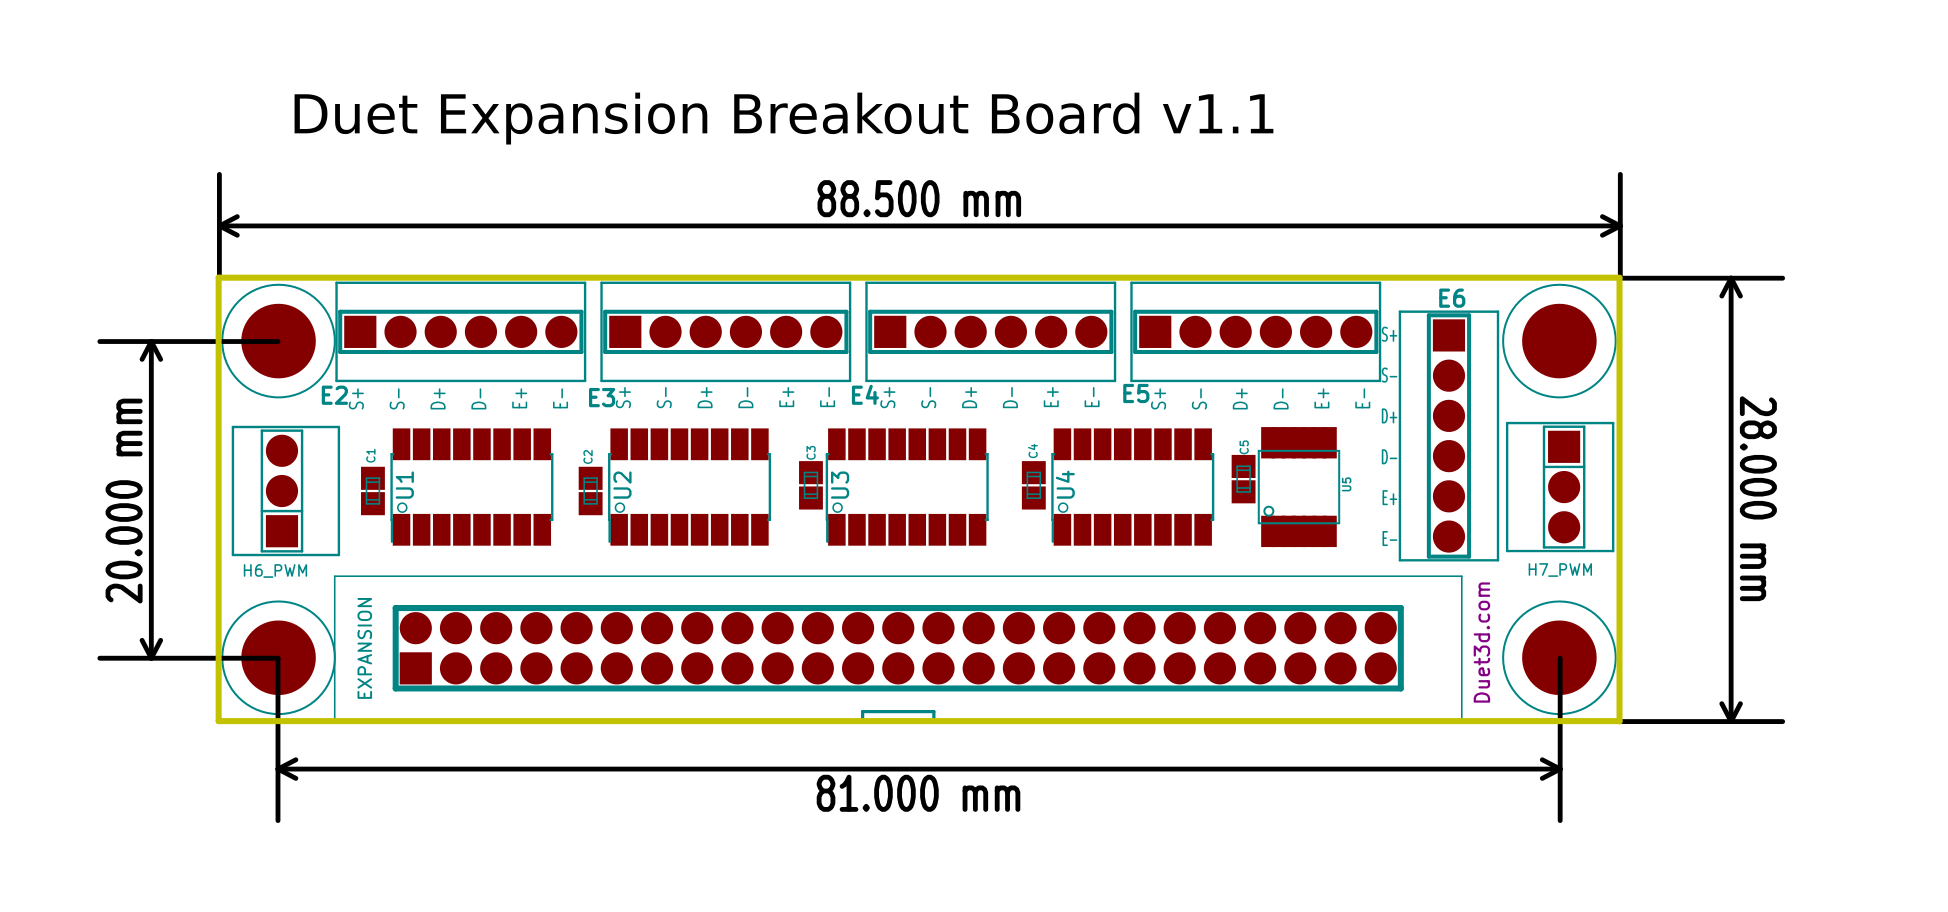 Duet Expansion Breakout Board v1.1
88.500 mm
E6
S+
S-
D+
D-
E+
E-
E2 S+ S- D+ D- E+ E-
E3 S+ S- D+ D- E+ E-
E4 S+ S- D+ D- E+ E-
E5 S+ S- D+ D- E+ E-
20.000 mm
28.000 mm
C1 U1
C2 U2
C3 U3
C4 U4
C5 U5
H6_PWM
H7_PWM
EXPANSION
Duet3d.com
81.000 mm